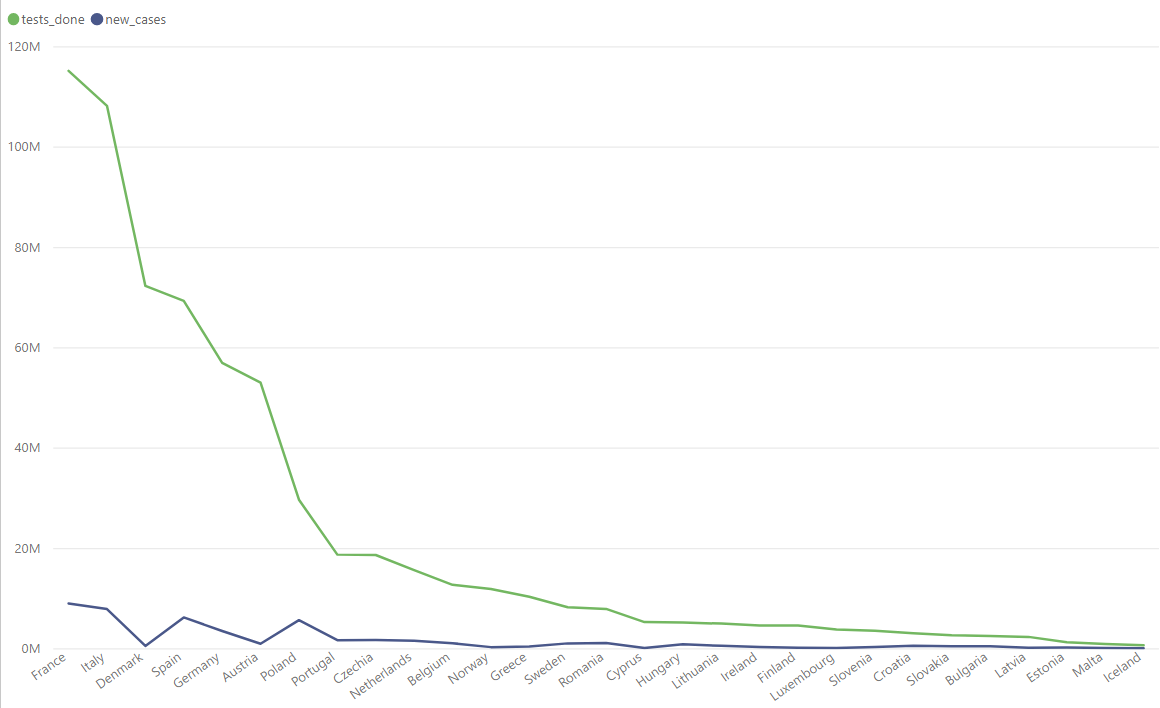 tests_done new_cases
120M
100M
80M
60M
40M
20M
0M
France Italy Denmark Spain Germany Austria Poland Portugal Czechia Netherlands Belgium Norway Greece Sweden Romania Cyprus Hungary Lithuania Ireland Finland Luxembourg Slovenia Croatia Slovakia Bulgaria Latvia Estonia Malta Iceland